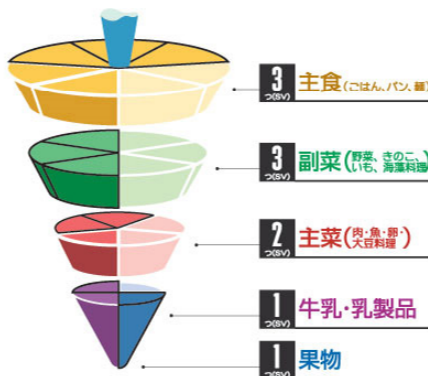 3 つ(SV) 主食(ごはん、パン、麺)
3 つ(SV) 副菜(野菜、きのこ、いも、海藻料理)
2 つ(SV) 主菜(肉・魚・卵・大豆料理)
1 つ(SV) 牛乳・乳製品
1 つ(SV) 果物